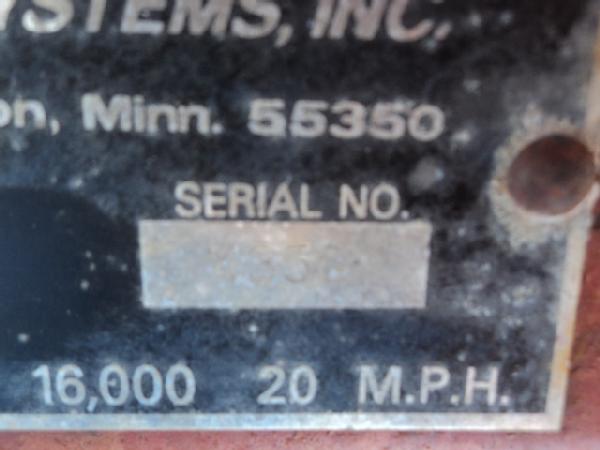 YSTEMS, INC.
on, Minn. 55350
SERIAL NO.
16,000 20 M.P.H.